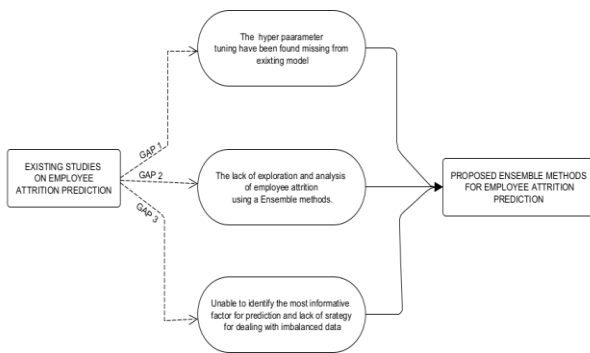 The hyper paarameter
tuning have been found missing from
exixting model
GAP 1
EXISTING STUDIES
ON EMPLOYEE
ATTRITION PREDICTION
GAP 2
The lack of exploration and analysis
of employee attrition
using a Ensemble methods.
PROPOSED ENSEMBLE METHODS
FOR EMPLOYEE ATTRITION
PREDICTION
GAP 3
Unable to identify the most informative
factor for prediction and lack of srategy
for dealing with imbalanced data